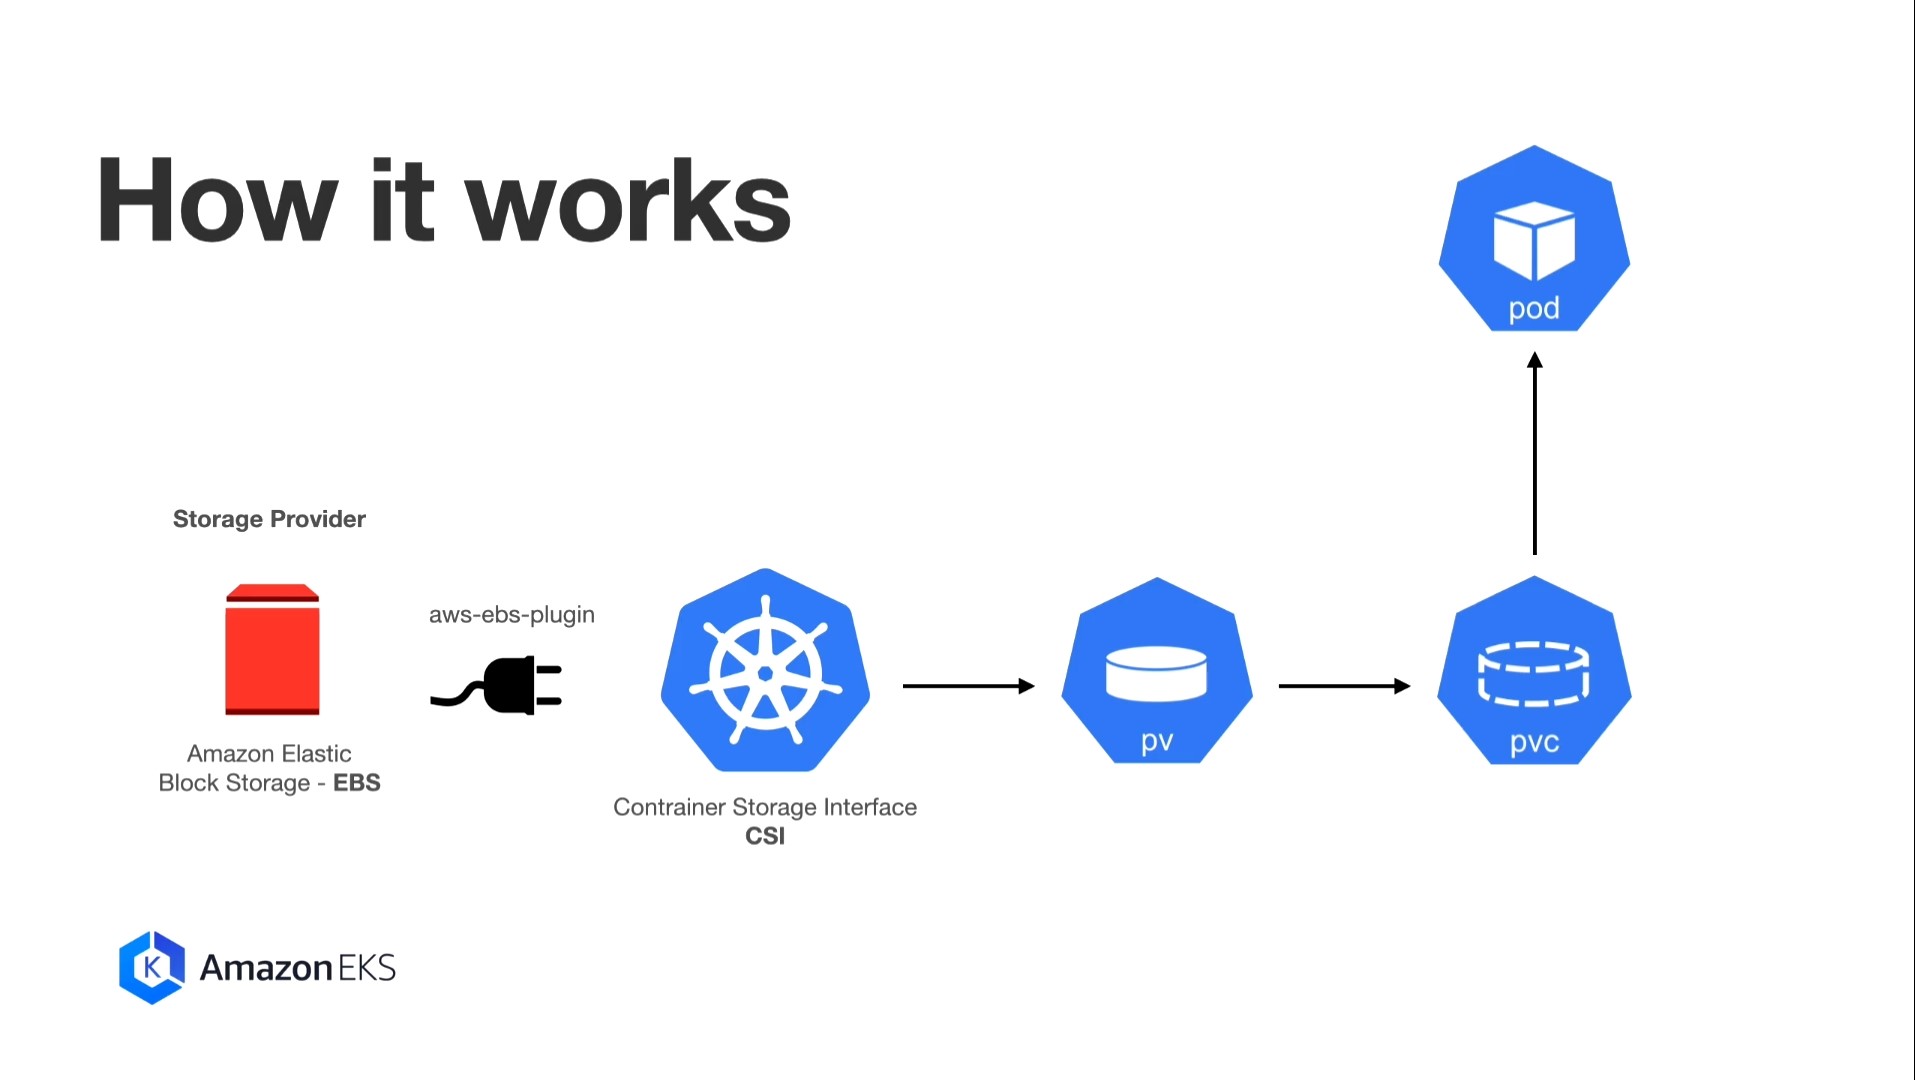 How it works
pod
Storage Provider
aws-ebs-plugin
Amazon Elastic
Block Storage - EBS
Contrainer Storage Interface
CSI
pv
pvc
K
Amazon EKS